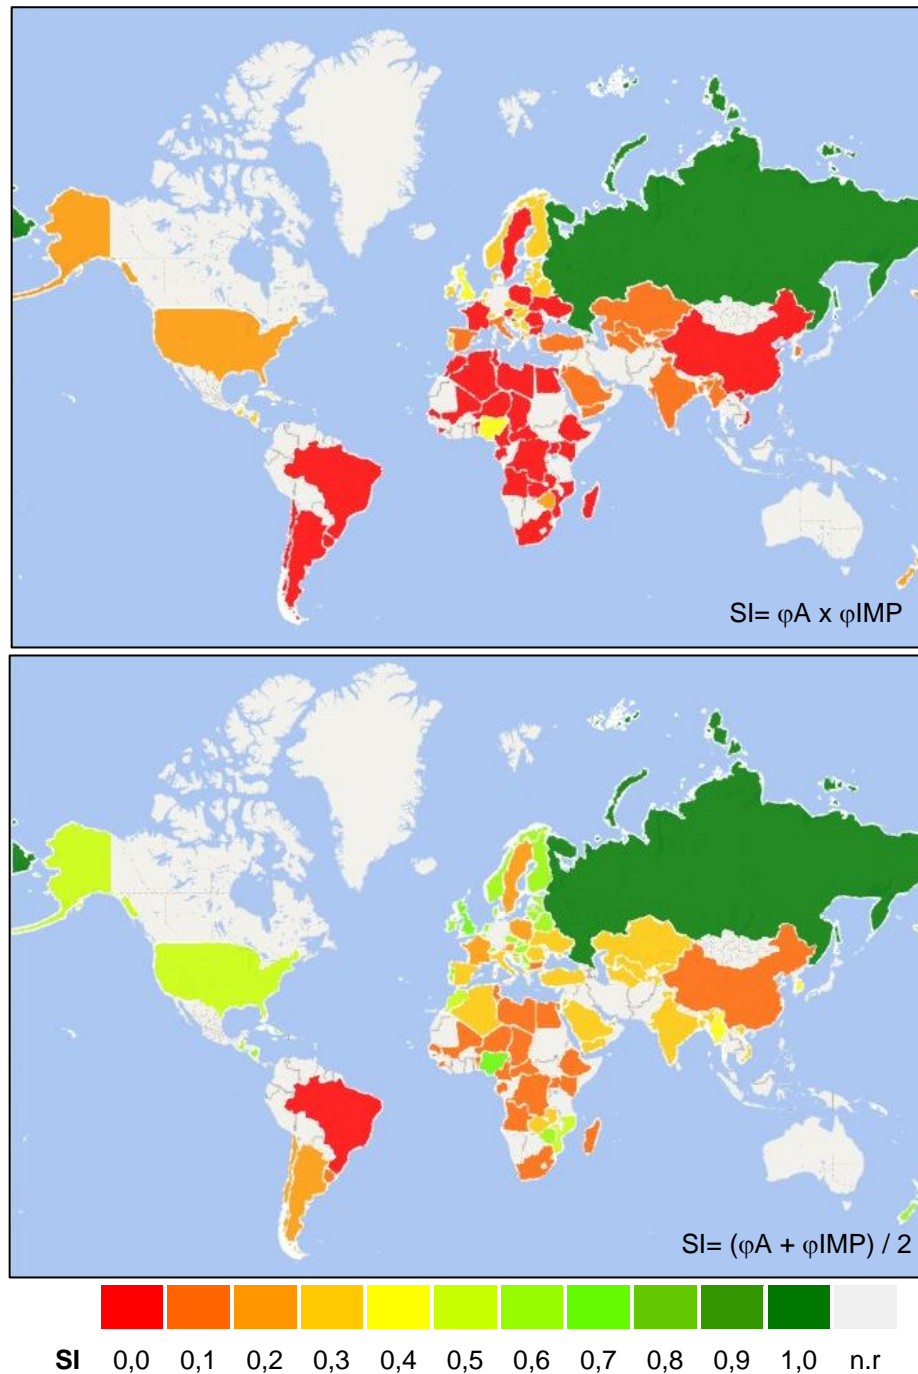 SI= φA x φIMP
SI= (φA + φIMP) / 2
SI 0,0 0,1 0,2 0,3 0,4 0,5 0,6 0,7 0,8 0,9 1,0 n.r